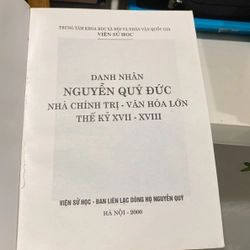 TRUNG TÂM KHOA HỌC XÃ HỘI VÀ NHÂN VĂN QUỐC GIA
VIỆN SỬ HỌC
DANH NHÂN
NGUYỄN QUÝ ĐỨC
NHÀ CHÍNH TRỊ - VĂN HÓA LỚN
THẾ KỶ XVII - XVIII
VIỆN SỬ HỌC - BAN LIÊN LẠC DÒNG HỌ NGUYỄN QUÝ
HÀ NỘI - 2000